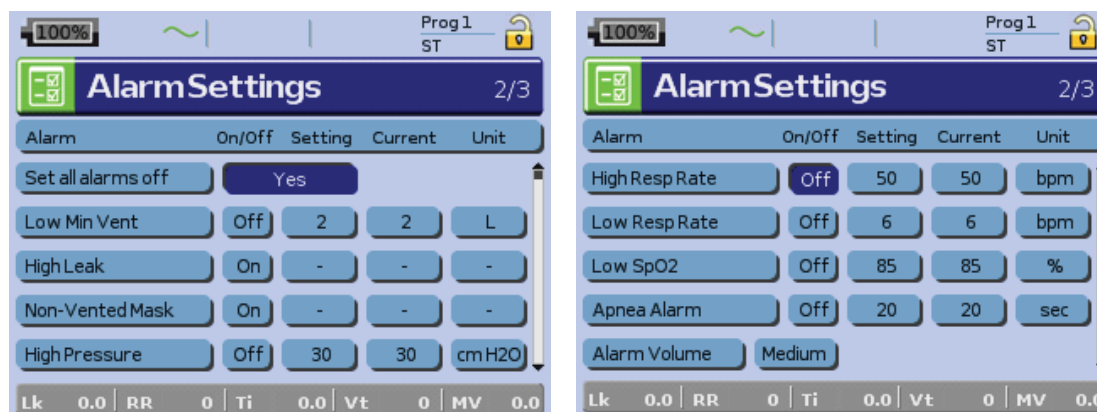 100% Prog 1
ST
Alarm Settings 2/3
Alarm On/Off Setting Current Unit
Set all alarms off Yes
Low Min Vent Off 2 2 L
High Leak On - - -
Non-Vented Mask On - - -
High Pressure Off 30 30 cm H2O
Lk 0.0 RR 0 Ti 0.0 Vt 0 MV 0.0
100% Prog 1
ST
Alarm Settings 2/3
Alarm On/Off Setting Current Unit
High Resp Rate Off 50 50 bpm
Low Resp Rate Off 6 6 bpm
Low SpO2 Off 85 85 %
Apnea Alarm Off 20 20 sec
Alarm Volume Medium
Lk 0.0 RR 0 Ti 0.0 Vt 0 MV